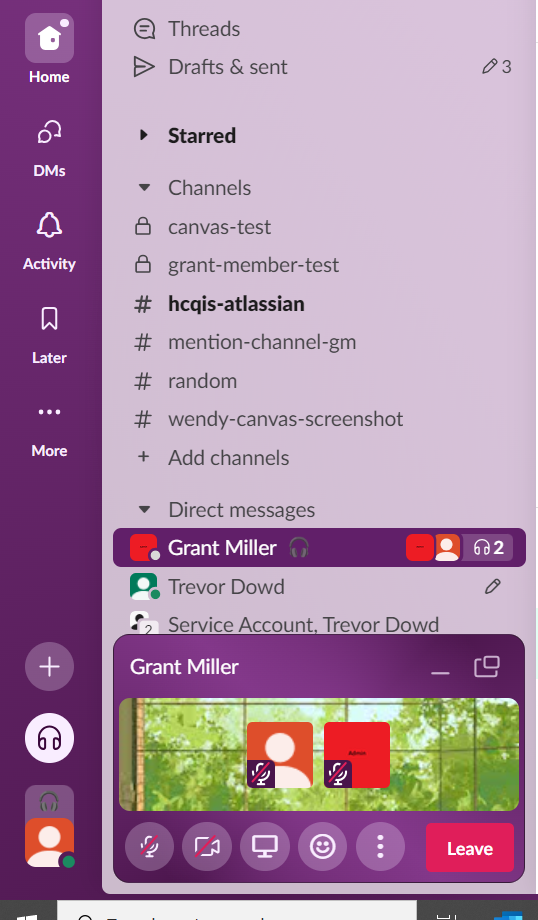 Home
DMs
Activity
Later
More
Threads
Drafts & sent 3
Starred
Channels
canvas-test
grant-member-test
# hcqis-atlassian
# mention-channel-gm
# random
# wendy-canvas-screenshot
+ Add channels
Direct messages
Grant Miller 2
Trevor Dowd
2 Service Account, Trevor Dowd
Grant Miller
Admin
Leave